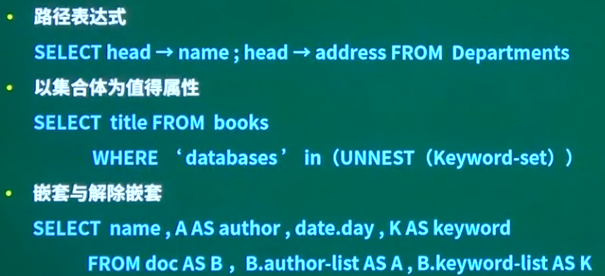 • 路径表达式
SELECT head → name ; head → address FROM Departments
• 以集合体为值得属性
SELECT title FROM books
WHERE ‘databases’ in（UNNEST（Keyword-set））
• 嵌套与解除嵌套
SELECT name , A AS author , date.day , K AS keyword
FROM doc AS B , B.author-list AS A , B.keyword-list AS K